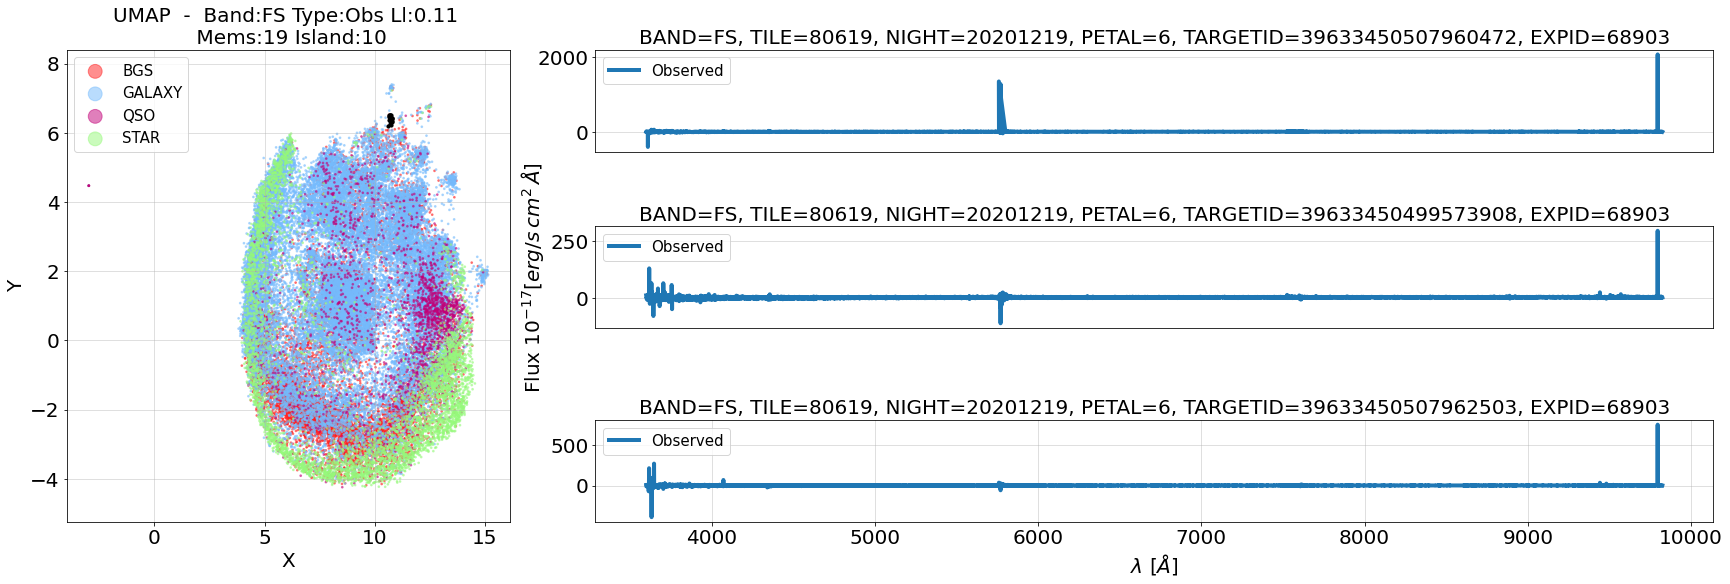 UMAP - Band:FS Type:Obs Ll:0.11
Mems:19 Island:10
8
6
4
2
0
−2
−4
Y
0
5
10
15
X
BGS
GALAXY
QSO
STAR
BAND=FS, TILE=80619, NIGHT=20201219, PETAL=6, TARGETID=39633450507960472, EXPID=68903
2000
0
Observed
BAND=FS, TILE=80619, NIGHT=20201219, PETAL=6, TARGETID=39633450499573908, EXPID=68903
250
0
Observed
Flux 10⁻¹⁷[erg/s cm² Å]
BAND=FS, TILE=80619, NIGHT=20201219, PETAL=6, TARGETID=39633450507962503, EXPID=68903
500
0
Observed
4000
5000
6000
7000
8000
9000
10000
λ [Å]